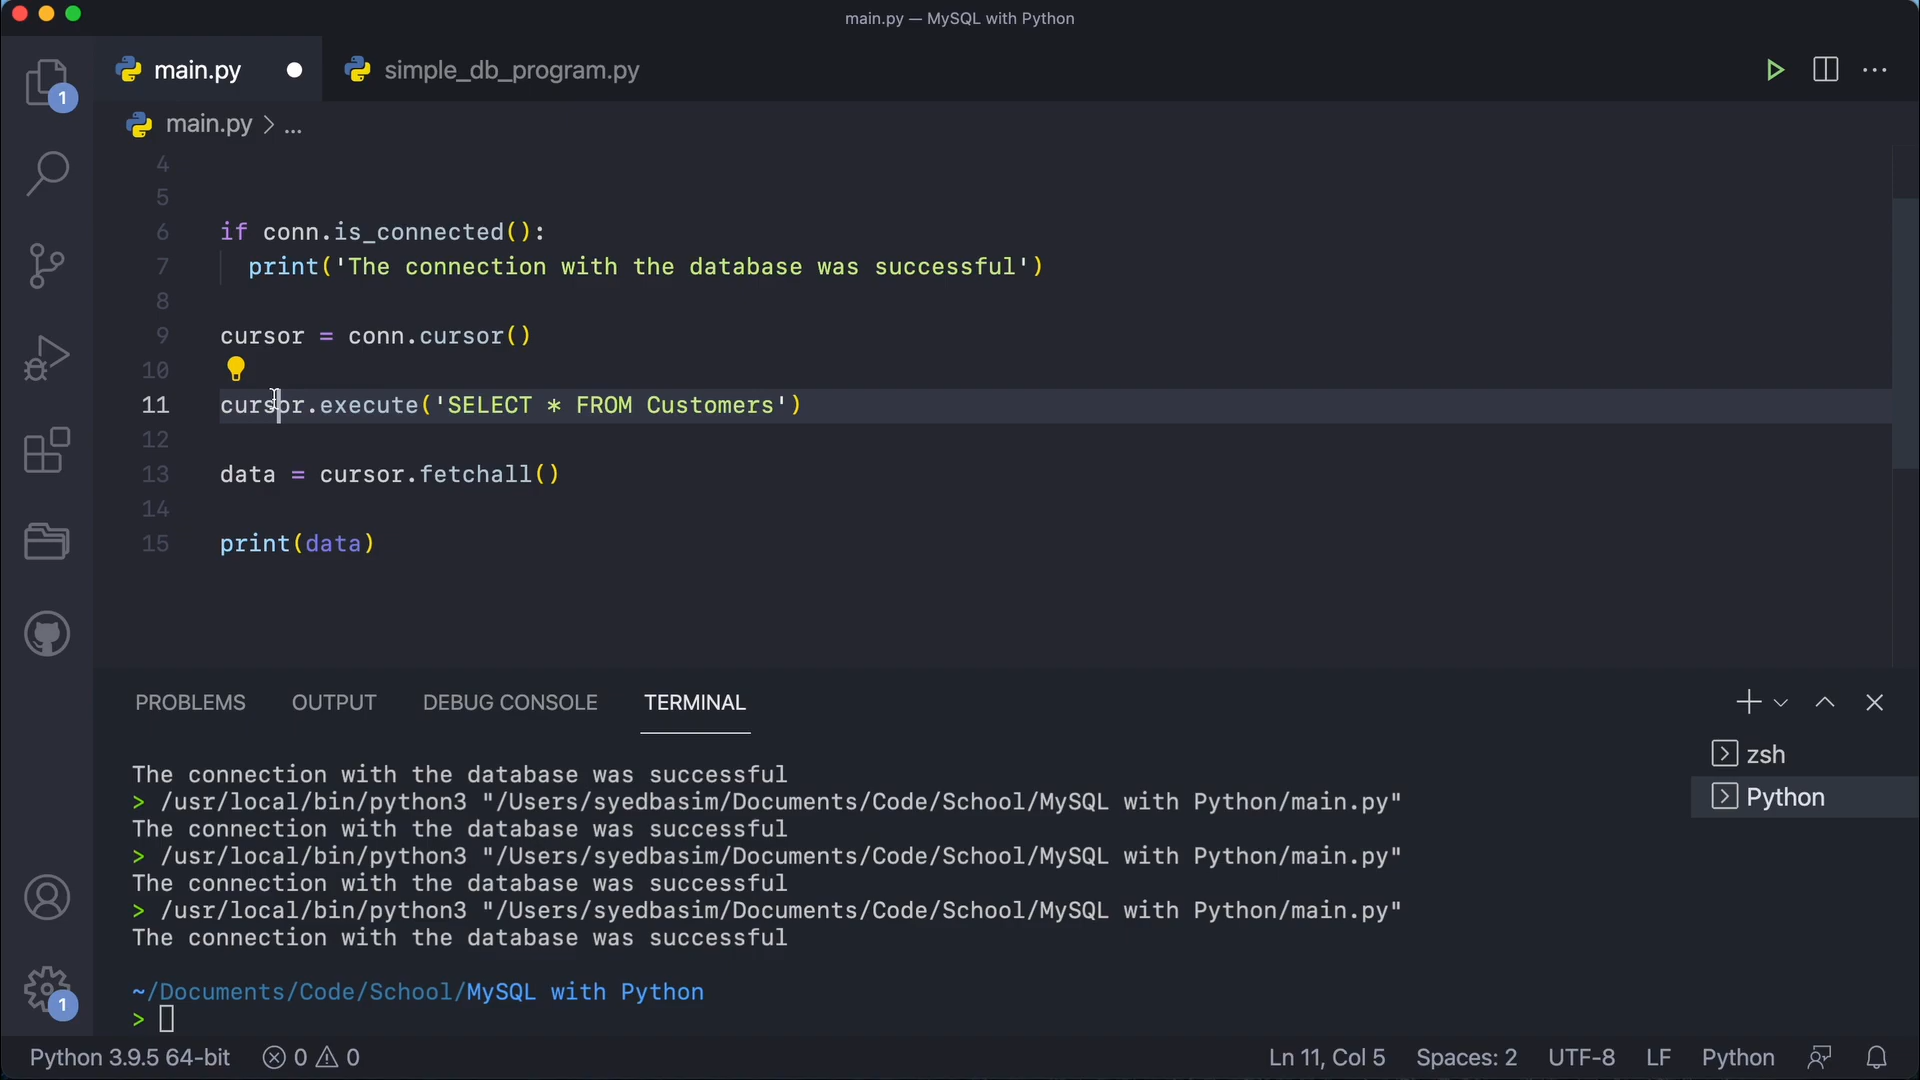 main.py — MySQL with Python
main.py
simple_db_program.py
1
main.py > ...
4
5
6 if conn.is_connected():
7 print('The connection with the database was successful')
8
9 cursor = conn.cursor()
10
11 cursor.execute('SELECT * FROM Customers')
12
13 data = cursor.fetchall()
14
15 print(data)
PROBLEMS OUTPUT DEBUG CONSOLE TERMINAL
zsh
Python
The connection with the database was successful
> /usr/local/bin/python3 "/Users/syedbasim/Documents/Code/School/MySQL with Python/main.py"
The connection with the database was successful
> /usr/local/bin/python3 "/Users/syedbasim/Documents/Code/School/MySQL with Python/main.py"
The connection with the database was successful
> /usr/local/bin/python3 "/Users/syedbasim/Documents/Code/School/MySQL with Python/main.py"
The connection with the database was successful
~/Documents/Code/School/MySQL with Python
>
1
Python 3.9.5 64-bit 0 0 Ln 11, Col 5 Spaces: 2 UTF-8 LF Python